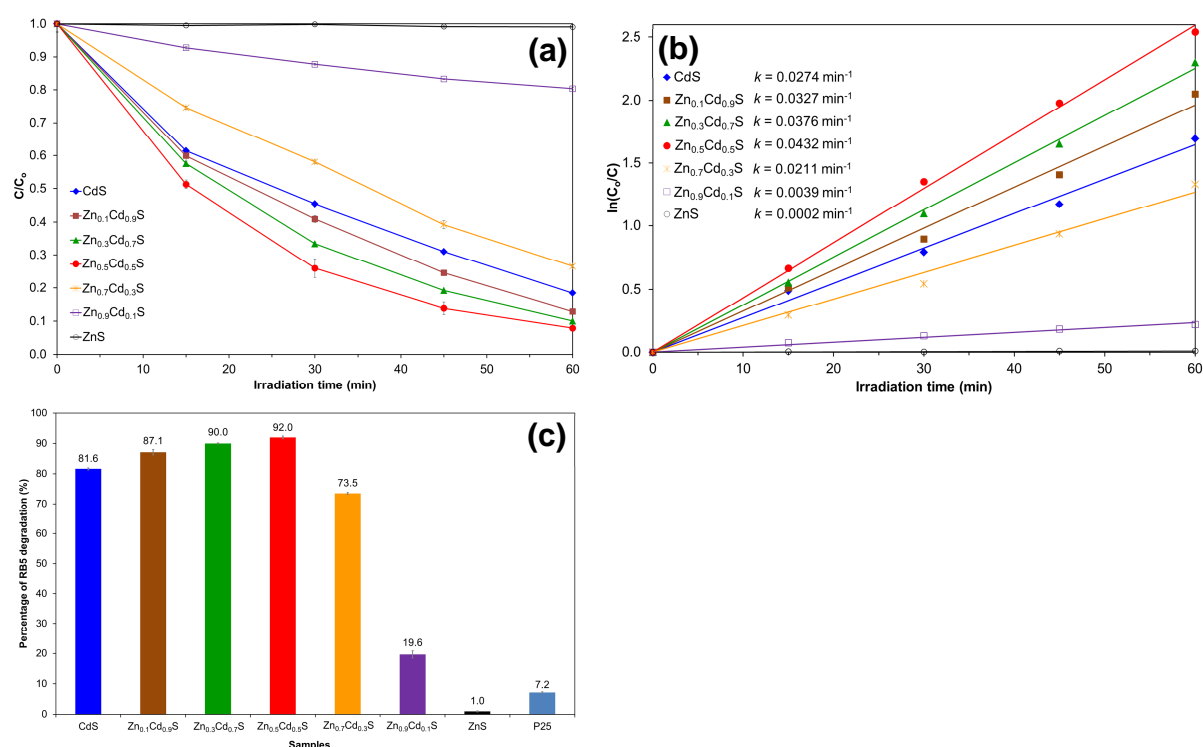 (a)
1.0
0.9
0.8
0.7
0.6
0.5
0.4
0.3
0.2
0.1
0.0
C/Cₒ
CdS
Zn₀.₁Cd₀.₉S
Zn₀.₃Cd₀.₇S
Zn₀.₅Cd₀.₅S
Zn₀.₇Cd₀.₃S
Zn₀.₉Cd₀.₁S
ZnS
0 15 30 45 60
Irradiation time (min)
(b)
2.5
2.0
1.5
1.0
0.5
0.0
ln(Cₒ/C)
CdS k = 0.0274 min⁻¹
Zn₀.₁Cd₀.₉S k = 0.0327 min⁻¹
Zn₀.₃Cd₀.₇S k = 0.0376 min⁻¹
Zn₀.₅Cd₀.₅S k = 0.0432 min⁻¹
Zn₀.₇Cd₀.₃S k = 0.0211 min⁻¹
Zn₀.₉Cd₀.₁S k = 0.0039 min⁻¹
ZnS k = 0.0002 min⁻¹
0 10 20 30 40 50 60
Irradiation time (min)
(c)
100
90
80
70
60
50
40
30
20
10
0
Percentage of RB5 degradation (%)
81.6
87.1
90.0
92.0
73.5
19.6
1.0
7.2
CdS Zn₀.₁Cd₀.₉S Zn₀.₃Cd₀.₇S Zn₀.₅Cd₀.₅S Zn₀.₇Cd₀.₃S Zn₀.₉Cd₀.₁S ZnS P25
Samples